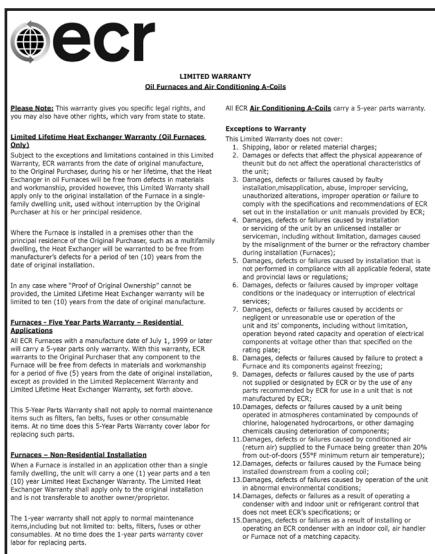 ecr
LIMITED WARRANTY
Oil Furnaces and Air Conditioning A-Coils
Please Note: This warranty gives you specific legal rights, and
you may also have other rights, which vary from state to state.
Limited Lifetime Heat Exchanger Warranty (Oil Furnaces
Only)
Subject to the exceptions and limitations contained in this Limited
Warranty, ECR warrants from the date of original manufacture,
to the Original Purchaser, during his or her lifetime, that the Heat
Exchanger in oil Furnaces will be free from defects in materials
and workmanship, provided however, this Limited Warranty shall
apply only to the original installation of the Furnace in a single-
family dwelling unit, used without interruption by the Original
Purchaser at his or her principal residence.
Where the Furnace is installed in a premises other than the
principal residence of the Original Purchaser, such as a multifamily
dwelling, the Heat Exchanger will be warranted to be free from
manufacturer's defects for a period of ten (10) years from the
date of original installation.
In any case where "Proof of Original Ownership" cannot be
provided, the Limited Lifetime Heat Exchanger warranty will be
limited to ten (10) years from the date of original manufacture.
Furnaces - Five Year Parts Warranty – Residential
Applications
All ECR Furnaces with a manufacture date of July 1, 1999 or later
will carry a 5-year parts only warranty. With this warranty, ECR
warrants to the Original Purchaser that any component to the
Furnace will be free from defects in materials and workmanship
for a period of five (5) years from the date of original installation,
except as provided in the Limited Replacement Warranty and
Limited Lifetime Heat Exchanger Warranty, set forth above.
This 5-Year Parts Warranty shall not apply to normal maintenance
items such as filters, fan belts, fuses or other consumable
items. At no time does this 5-Year Parts Warranty cover labor for
replacing such parts.
Furnaces – Non-Residential Installation
When a Furnace is installed in an application other than a single
family dwelling, the unit will carry a one (1) year parts and a ten
(10) year Limited Heat Exchanger warranty. The Limited Heat
Exchanger Warranty shall apply only to the original installation
and is not transferable to another owner/proprietor.
The 1-year warranty shall not apply to normal maintenance
items,including but not limited to: belts, filters, fuses or other
consumables. At no time does the 1-year parts warranty cover
labor for replacing parts.
All ECR Air Conditioning A-Coils carry a 5-year parts warranty.
Exceptions to Warranty
This Limited Warranty does not cover:
1. Shipping, labor or related material charges;
2. Damages or defects that affect the physical appearance of
theunit but do not affect the operational characteristics of
the unit;
3. Damages, defects or failures caused by faulty
installation,misapplication, abuse, improper servicing,
unauthorized alterations, improper operation or failure to
comply with the specifications and recommendations of ECR
set out in the installation or unit manuals provided by ECR;
4. Damages, defects or failures caused by installation
or servicing of the unit by an unlicensed installer or
serviceman, including without limitation, damages caused
by the misalignment of the burner or the refractory chamber
during installation (Furnaces);
5. Damages, defects or failures caused by installation that is
not performed in compliance with all applicable federal, state
and provincial laws or regulations;
6. Damages, defects or failures caused by improper voltage
conditions or the inadequacy or interruption of electrical
services;
7. Damages, defects or failures caused by accidents or
negligent or unreasonable use or operation of the
unit and its' components, including without limitation,
operation beyond rated capacity and operation of electrical
components at voltage other than that specified on the
rating plate;
8. Damages, defects or failures caused by failure to protect a
Furnace and its components against freezing;
9. Damages, defects or failures caused by the use of parts
not supplied or designated by ECR or by the use of any
parts recommended by ECR for use in a unit that is not
manufactured by ECR;
10.Damages, defects or failures caused by a unit being
operated in atmospheres contaminated by compounds of
chlorine, halogenated hydrocarbons, or other damaging
chemicals causing deterioration of components;
11.Damages, defects or failures caused by conditioned air
(return air) supplied to the Furnace being greater than 20%
from out-of-doors (55°F minimum return air temperature);
12.Damages, defects or failures caused by the Furnace being
installed downstream from a cooling coil;
13.Damages, defects of failures caused by operation of the unit
in abnormal environmental conditions;
14.Damages, defects or failures as a result of operating a
condenser with and indoor unit or refrigerant control that
does not meet ECR's specifications; or
15.Damages, defects or failures as a result of installing or
operating an ECR condenser with an indoor coil, air handler
or Furnace not of a matching capacity.